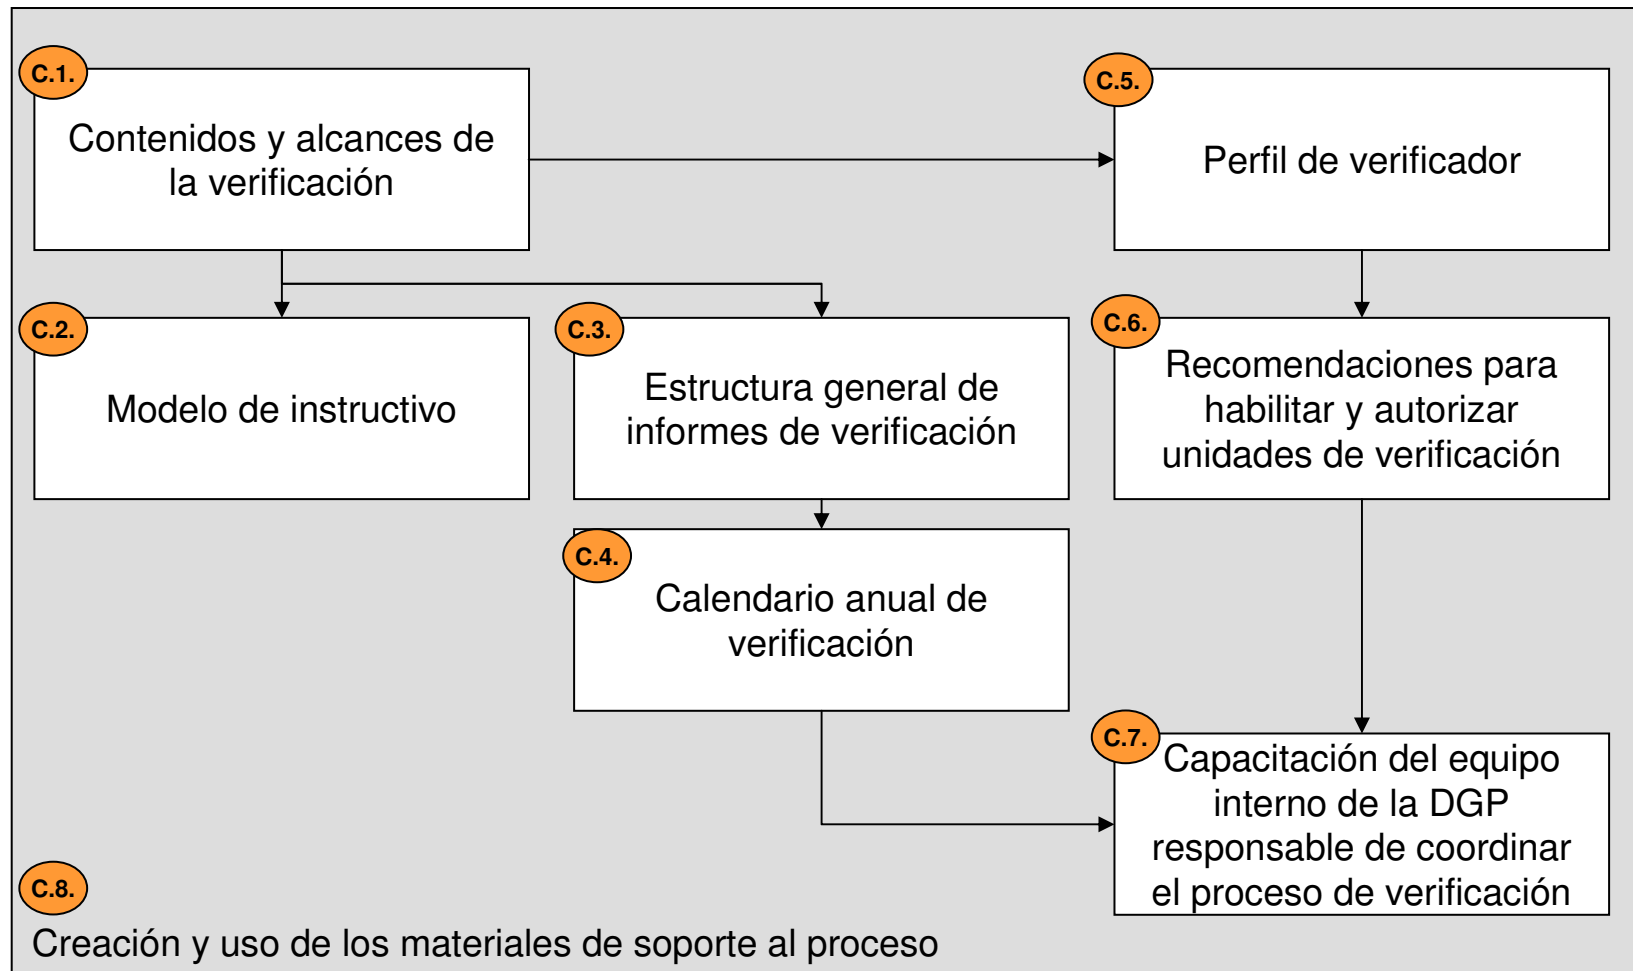 C.1.
Contenidos y alcances de
la verificación
C.5.
Perfil de verificador
C.2.
Modelo de instructivo
C.3.
Estructura general de
informes de verificación
C.6.
Recomendaciones para
habilitar y autorizar
unidades de verificación
C.4.
Calendario anual de
verificación
C.7.
Capacitación del equipo
interno de la DGP
responsable de coordinar
el proceso de verificación
C.8.
Creación y uso de los materiales de soporte al proceso